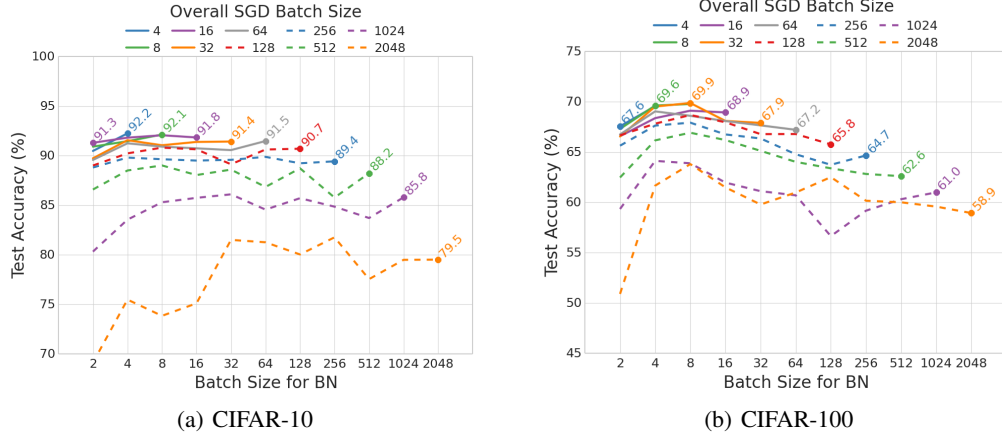 Overall SGD Batch Size
4 16 64 256 1024
8 32 128 512 2048
100
95
90
85
80
75
70
Test Accuracy (%)
91.3
92.2
92.1
91.8
91.4
91.5
90.7
89.4
88.2
85.8
79.5
2 4 8 16 32 64 128 256 512 1024 2048
Batch Size for BN
(a) CIFAR-10
Overall SGD Batch Size
4 16 64 256 1024
8 32 128 512 2048
75
70
65
60
55
50
45
Test Accuracy (%)
67.6
69.6
69.9
68.9
67.9
67.2
65.8
64.7
62.6
61.0
58.9
2 4 8 16 32 64 128 256 512 1024 2048
Batch Size for BN
(b) CIFAR-100